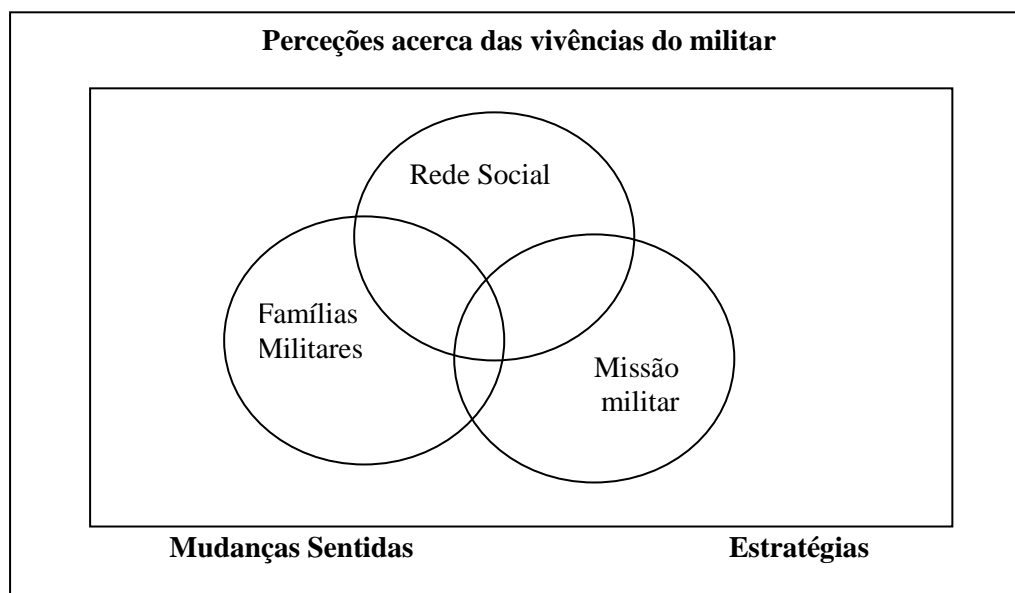 Perceções acerca das vivências do militar
Rede Social
Famílias
Militares
Missão
militar
Mudanças Sentidas
Estratégias